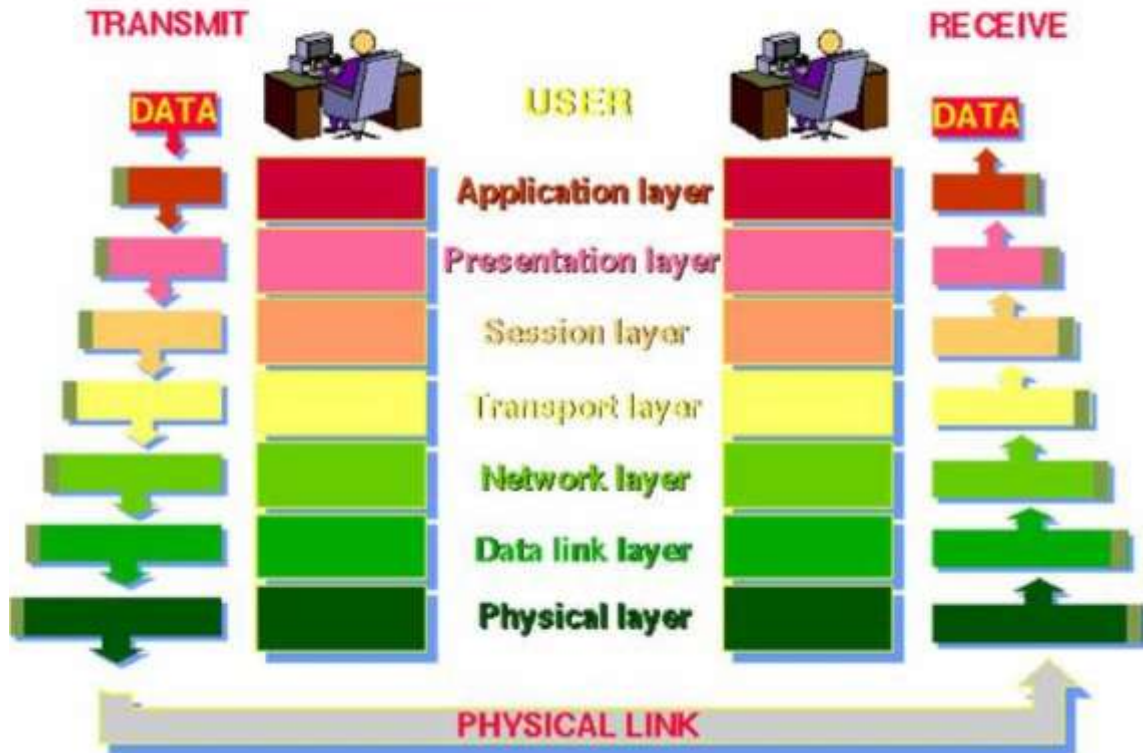 TRANSMIT
RECEIVE
DATA
USER
DATA
Application layer
Presentation layer
Session layer
Transport layer
Network layer
Data link layer
Physical layer
PHYSICAL LINK